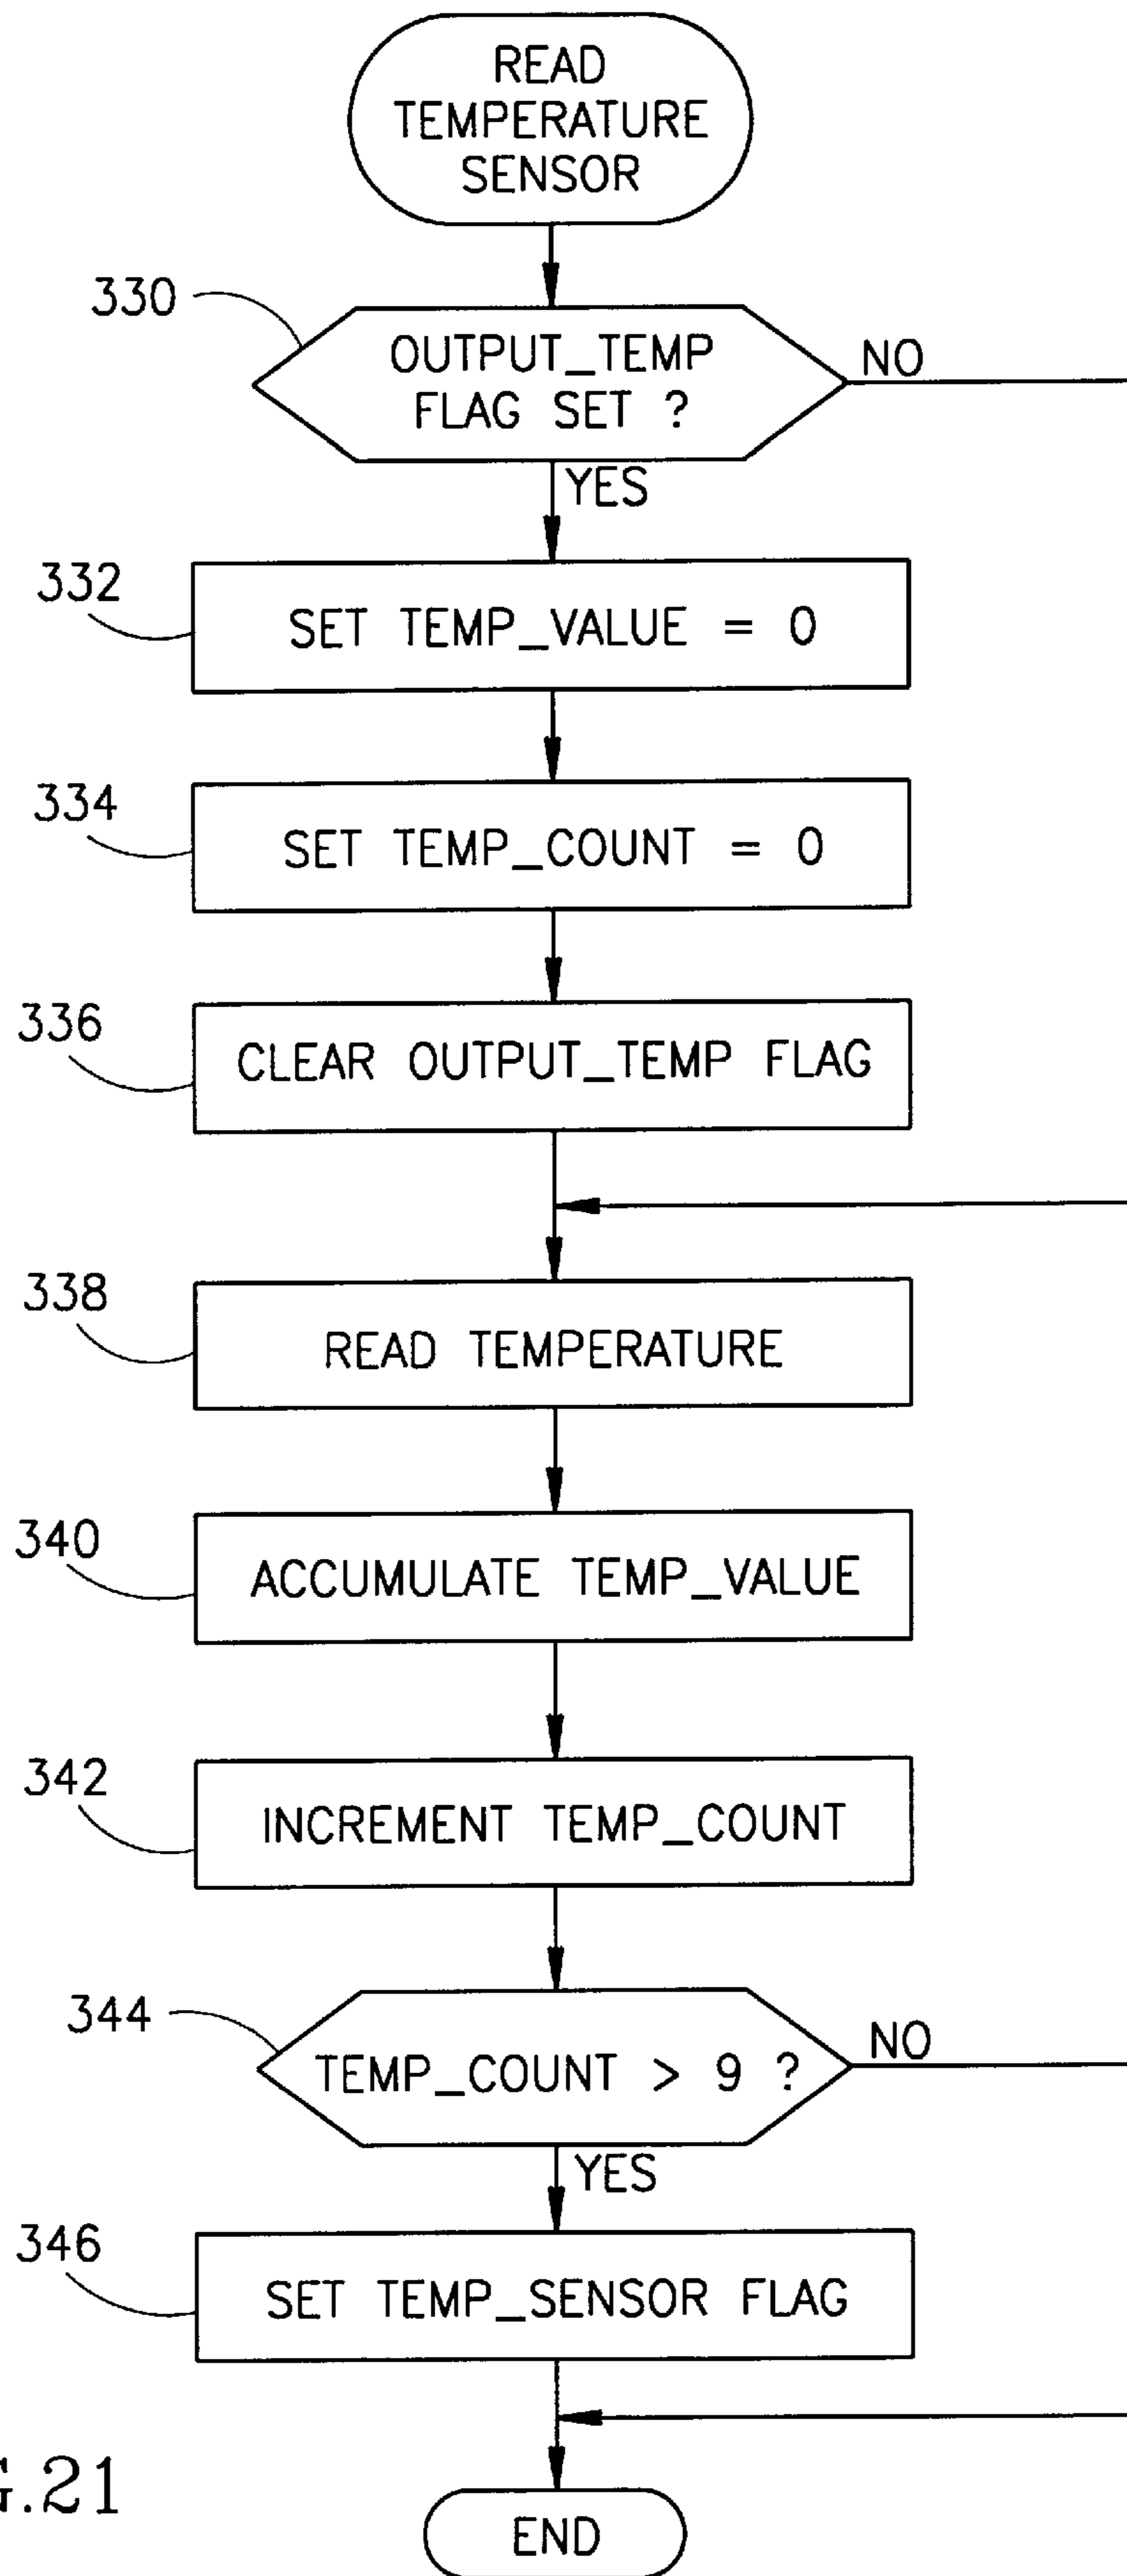 READ
TEMPERATURE
SENSOR
330
OUTPUT_TEMP
FLAG SET ?
NO
YES
332
SET TEMP_VALUE = 0
334
SET TEMP_COUNT = 0
336
CLEAR OUTPUT_TEMP FLAG
338
READ TEMPERATURE
340
ACCUMULATE TEMP_VALUE
342
INCREMENT TEMP_COUNT
344
TEMP_COUNT > 9 ?
NO
YES
346
SET TEMP_SENSOR FLAG
G.21
END